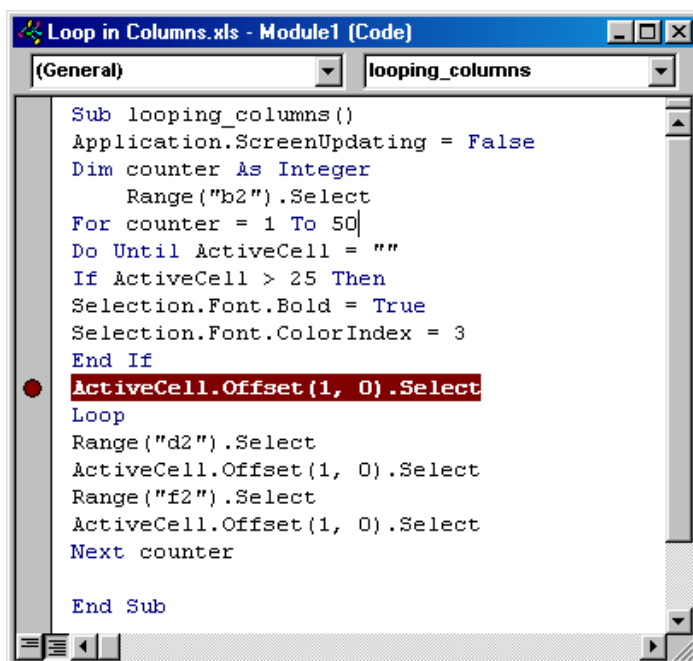 Loop in Columns.xls - Module1 (Code)
(General) looping_columns
Sub looping_columns()
Application.ScreenUpdating = False
Dim counter As Integer
    Range("b2").Select
For counter = 1 To 50
Do Until ActiveCell = ""
If ActiveCell > 25 Then
Selection.Font.Bold = True
Selection.Font.ColorIndex = 3
End If
ActiveCell.Offset(1, 0).Select
Loop
Range("d2").Select
ActiveCell.Offset(1, 0).Select
Range("f2").Select
ActiveCell.Offset(1, 0).Select
Next counter
End Sub